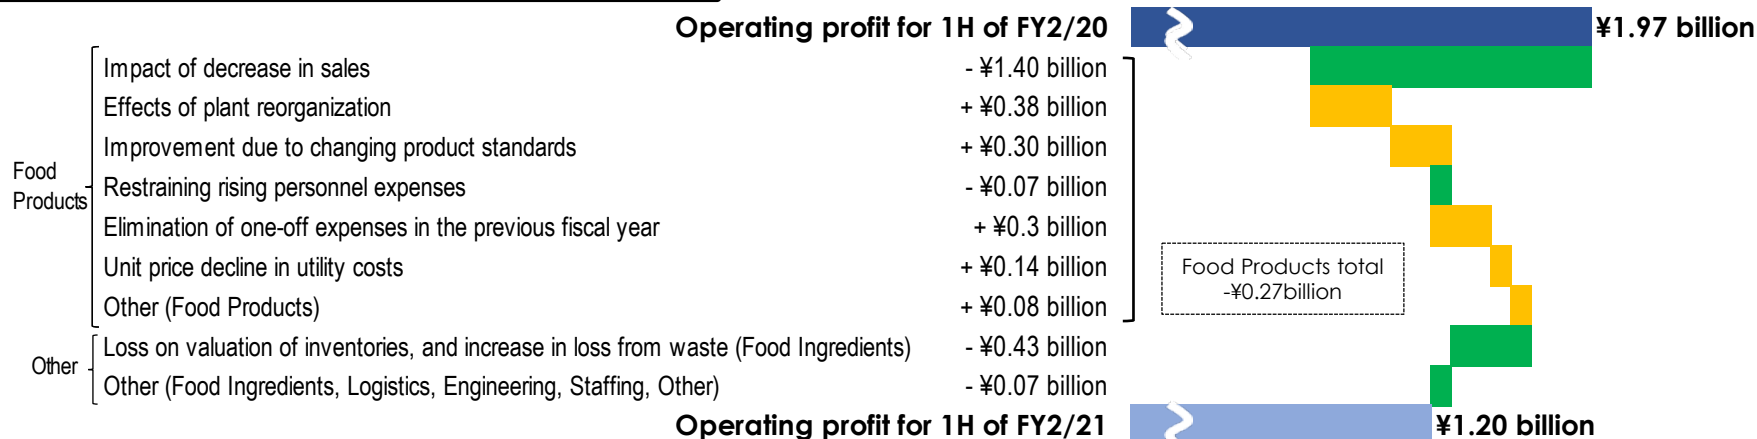 Operating profit for 1H of FY2/20 ¥1.97 billion
Impact of decrease in sales - ¥1.40 billion
Effects of plant reorganization + ¥0.38 billion
Improvement due to changing product standards + ¥0.30 billion
Food
Products
Restraining rising personnel expenses - ¥0.07 billion
Elimination of one-off expenses in the previous fiscal year + ¥0.3 billion
Unit price decline in utility costs + ¥0.14 billion
Other (Food Products) + ¥0.08 billion
Food Products total
-¥0.27billion
Other
Loss on valuation of inventories, and increase in loss from waste (Food Ingredients) - ¥0.43 billion
Other (Food Ingredients, Logistics, Engineering, Staffing, Other) - ¥0.07 billion
Operating profit for 1H of FY2/21 ¥1.20 billion